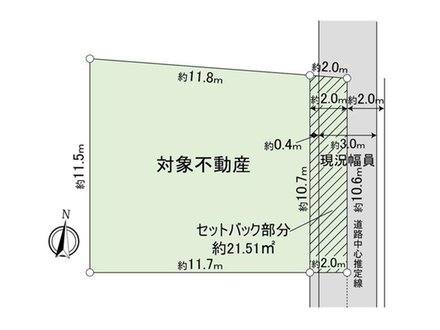 約2.0m
約11.8m
約2.0m
約2.0m
約0.4m
約3.0m
現況幅員
対象不動産
約11.5m
約10.7m
約10.6m
道路中心推定線
N
セットバック部分
約21.51㎡
約11.7m
約2.0m